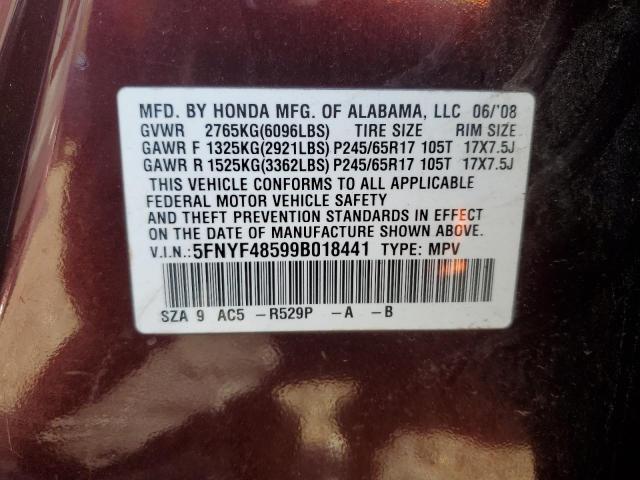 MFD. BY HONDA MFG. OF ALABAMA, LLC 06/'08
GVWR 2765KG(6096LBS) TIRE SIZE RIM SIZE
GAWR F 1325KG(2921LBS) P245/65R17 105T 17X7.5J
GAWR R 1525KG(3362LBS) P245/65R17 105T 17X7.5J
THIS VEHICLE CONFORMS TO ALL APPLICABLE
FEDERAL MOTOR VEHICLE SAFETY
AND THEFT PREVENTION STANDARDS IN EFFECT
ON THE DATE OF MANUFACTURE SHOWN ABOVE.
V.I.N.: 5FNYF48599B018441 TYPE: MPV
SZA 9 AC5 -R529P -A -B